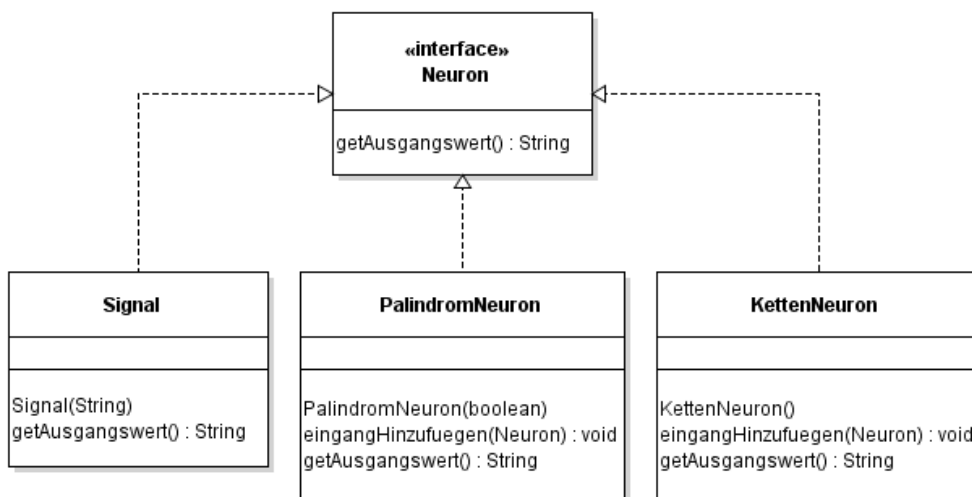 «interface»
Neuron
getAusgangswert() : String
Signal
Signal(String)
getAusgangswert() : String
PalindromNeuron
PalindromNeuron(boolean)
eingangHinzufuegen(Neuron) : void
getAusgangswert() : String
KettenNeuron
KettenNeuron()
eingangHinzufuegen(Neuron) : void
getAusgangswert() : String